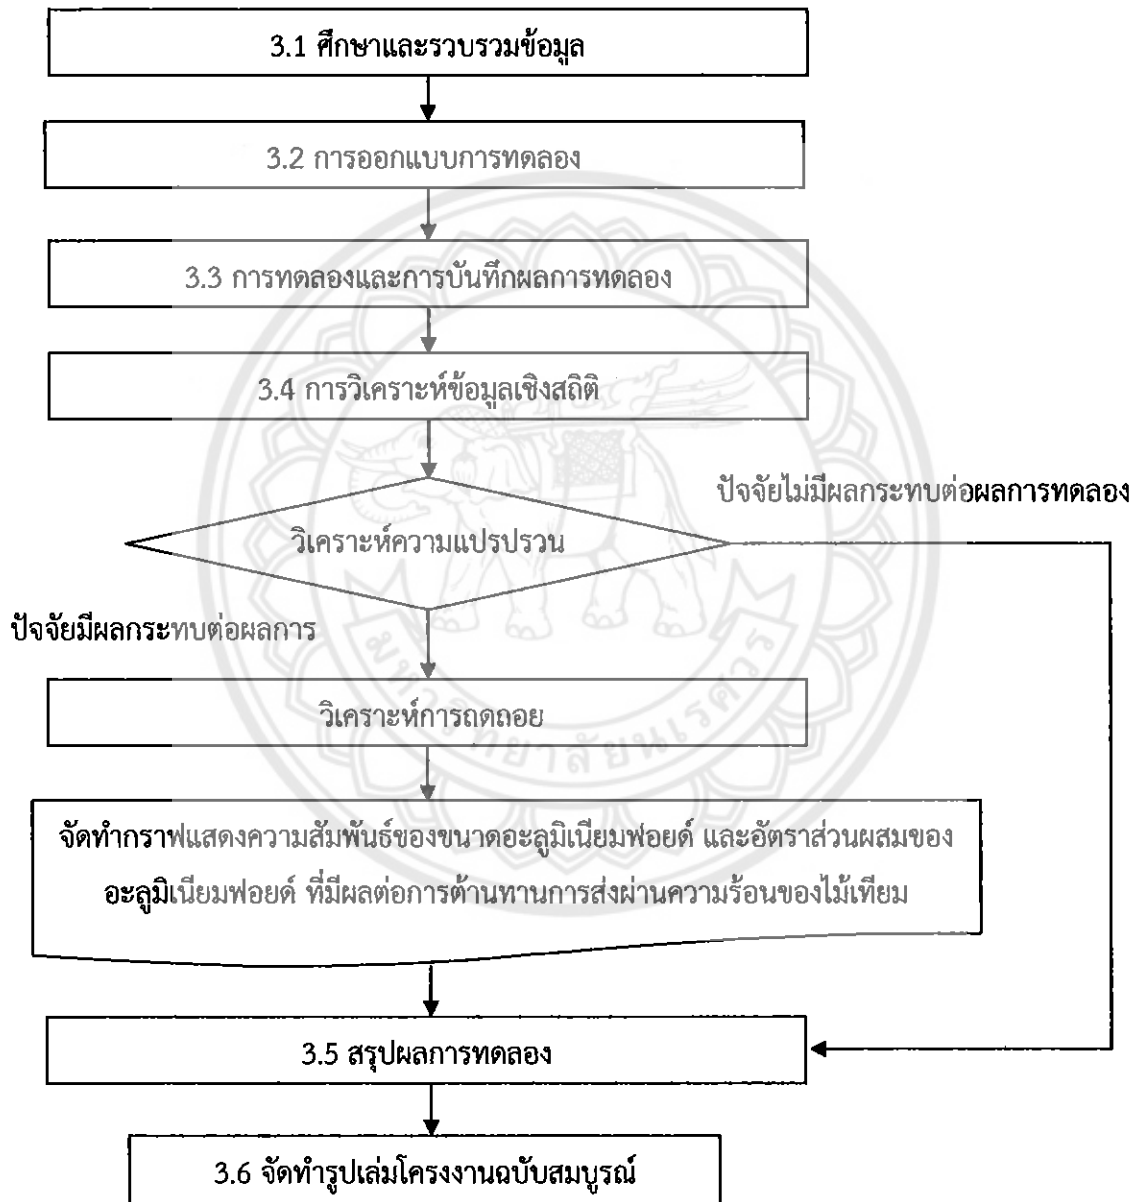 3.1 ศึกษาและรวบรวมข้อมูล
3.2 การออกแบบการทดลอง
3.3 การทดลองและการบันทึกผลการทดลอง
3.4 การวิเคราะห์ข้อมูลเชิงสถิติ
ปัจจัยไม่มีผลกระทบต่อผลการทดลอง
วิเคราะห์ความแปรปรวน
ปัจจัยมีผลกระทบต่อผลการ
วิเคราะห์การถดถอย
มหาวิทยาลัยนเรศวร
จัดทำกราฟแสดงความสัมพันธ์ของขนาดอะลูมิเนียมฟอยด์ และอัตราส่วนผสมของ
อะลูมิเนียมฟอยด์ ที่มีผลต่อการต้านทานการส่งผ่านความร้อนของไม้เทียม
3.5 สรุปผลการทดลอง
3.6 จัดทำรูปเล่มโครงงานฉบับสมบูรณ์